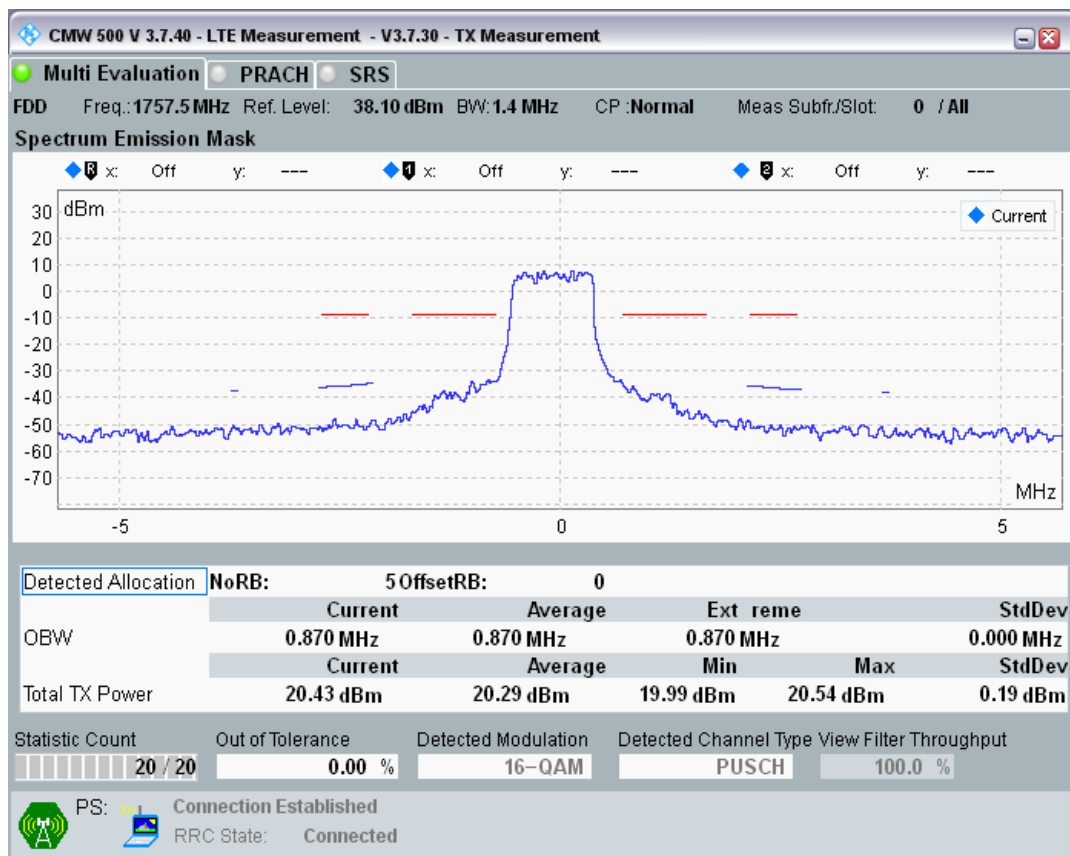 CMW 500 V 3.7.40 - LTE Measurement - V3.7.30 - TX Measurement
Multi Evaluation PRACH SRS
FDD Freq.: 1757.5 MHz Ref. Level: 38.10 dBm BW: 1.4 MHz CP :Normal Meas Subfr./Slot: 0 / All
Spectrum Emission Mask
R x: Off y: --- 1 x: Off y: --- 2 x: Off y: ---
dBm
Current
30
20
10
0
-10
-20
-30
-40
-50
-60
-70
MHz
-5 0 5
Detected Allocation NoRB: 5 OffsetRB: 0
Current Average Ext reme StdDev
OBW 0.870 MHz 0.870 MHz 0.870 MHz 0.000 MHz
Current Average Min Max StdDev
Total TX Power 20.43 dBm 20.29 dBm 19.99 dBm 20.54 dBm 0.19 dBm
Statistic Count Out of Tolerance Detected Modulation Detected Channel Type View Filter Throughput
20 / 20 0.00 % 16-QAM PUSCH 100.0 %
PS: Connection Established
RRC State: Connected